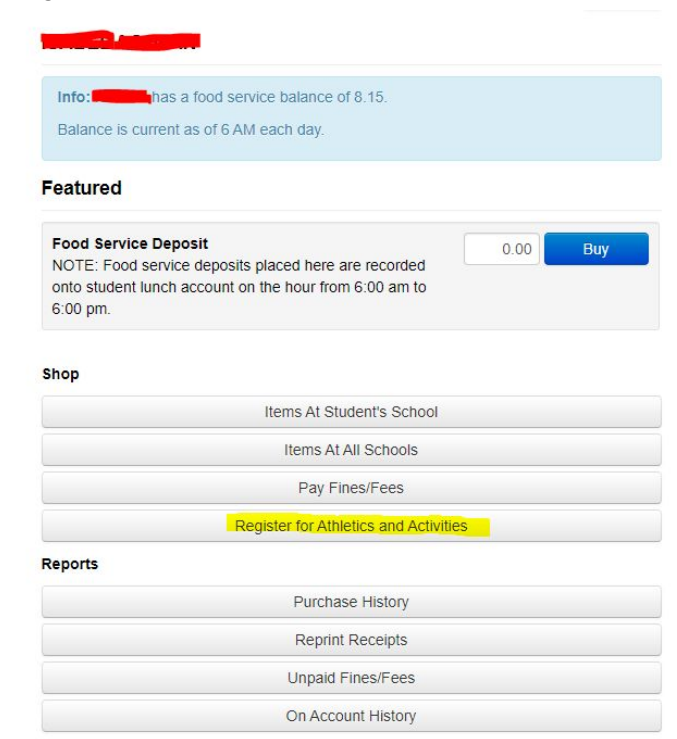 Info: has a food service balance of 8.15.
Balance is current as of 6 AM each day.
Featured
Food Service Deposit
NOTE: Food service deposits placed here are recorded
onto student lunch account on the hour from 6:00 am to
6:00 pm.
0.00
Buy
Shop
Items At Student's School
Items At All Schools
Pay Fines/Fees
Register for Athletics and Activities
Reports
Purchase History
Reprint Receipts
Unpaid Fines/Fees
On Account History